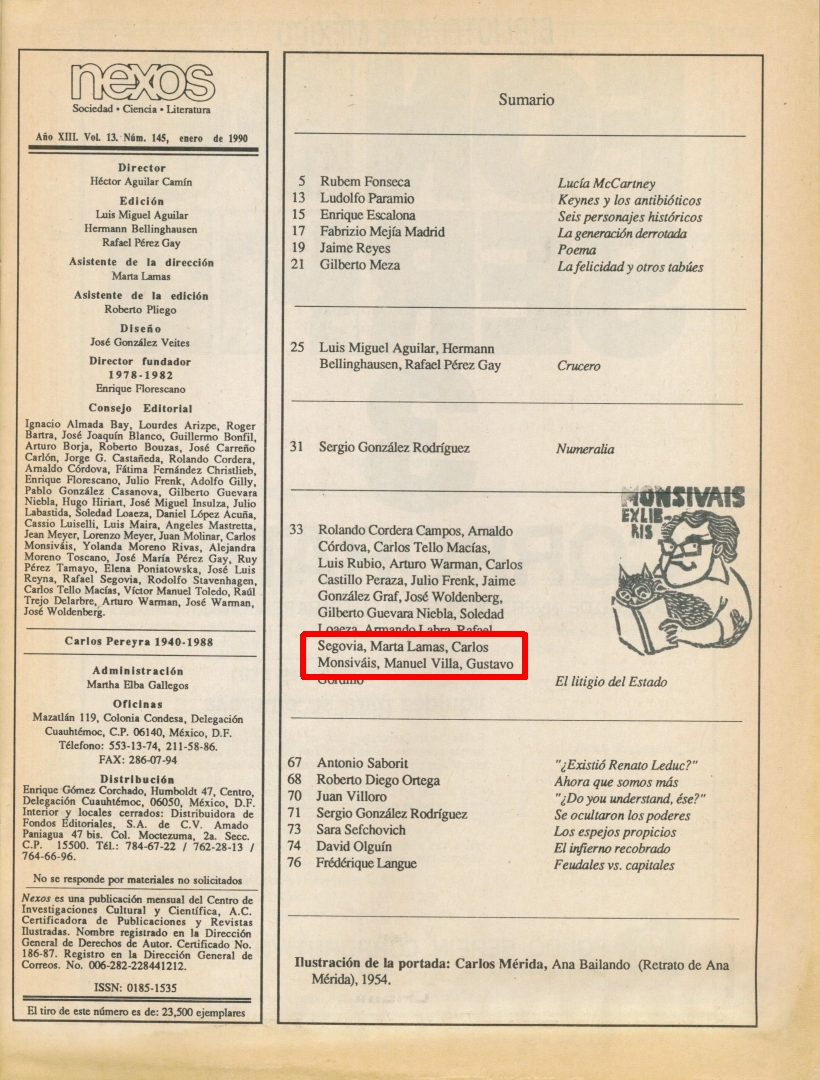 nexos
Sociedad • Ciencia • Literatura
Año XIII. Vol. 13. Núm. 145, enero de 1990
Director
Héctor Aguilar Camín
Edición
Luis Miguel Aguilar
Hermann Bellinghausen
Rafael Pérez Gay
Asistente de la dirección
Marta Lamas
Asistente de la edición
Roberto Pliego
Diseño
José González Veites
Director fundador
1978-1982
Enrique Florescano
Consejo Editorial
Ignacio Almada Bay, Lourdes Arizpe, Roger
Bartra, José Joaquín Blanco, Guillermo Bonfil,
Arturo Borja, Roberto Bouzas, José Carreño
Carlón, Jorge G. Castañeda, Rolando Cordera,
Arnaldo Córdova, Fátima Fernández Christlieb,
Enrique Florescano, Julio Frenk, Adolfo Gilly,
Pablo González Casanova, Gilberto Guevara
Niebla, Hugo Hiriart, José Miguel Insulza, Julio
Labastida, Soledad Loaeza, Daniel López Acuña,
Cassio Luiselli, Luis Maira, Angeles Mastretta,
Jean Meyer, Lorenzo Meyer, Juan Molinar, Carlos
Monsiváis, Yolanda Moreno Rivas, Alejandra
Moreno Toscano, José María Pérez Gay, Ruy
Pérez Tamayo, Elena Poniatowska, José Luis
Reyna, Rafael Segovia, Rodolfo Stavenhagen,
Carlos Tello Macías, Víctor Manuel Toledo, Raúl
Trejo Delarbre, Arturo Warman, José Warman,
José Woldenberg.
Carlos Pereyra 1940-1988
Administración
Martha Elba Gallegos
Oficinas
Mazatlán 119, Colonia Condesa, Delegación
Cuauhtémoc, C.P. 06140, México, D.F.
Télefono: 553-13-74, 211-58-86.
FAX: 286-07-94
Distribución
Enrique Gómez Corchado, Humboldt 47, Centro,
Delegación Cuauhtémoc, 06050, México, D.F.
Interior y locales cerrados: Distribuidora de
Fondos Editoriales, S.A. de C.V. Amado
Paniagua 47 bis. Col. Moctezuma, 2a. Secc.
C.P. 15500. Tél.: 784-67-22 / 762-28-13 /
764-66-96.
No se responde por materiales no solicitados
Nexos es una publicación mensual del Centro de
Investigaciones Cultural y Científica, A.C.
Certificadora de Publicaciones y Revistas
Ilustradas. Nombre registrado en la Dirección
General de Derechos de Autor. Certificado No.
186-87. Registro en la Dirección General de
Correos. No. 006-282-228441212.
ISSN: 0185-1535
El tiro de este número es de: 23,500 ejemplares
Sumario
5 Rubem Fonseca Lucía McCartney
13 Ludolfo Paramio Keynes y los antibióticos
15 Enrique Escalona Seis personajes históricos
17 Fabrizio Mejía Madrid La generación derrotada
19 Jaime Reyes Poema
21 Gilberto Meza La felicidad y otros tabúes
25 Luis Miguel Aguilar, Hermann
Bellinghausen, Rafael Pérez Gay Crucero
31 Sergio González Rodríguez Numeralia
MONSIVAIS
EXLIB-
RIS
33 Rolando Cordera Campos, Arnaldo
Córdova, Carlos Tello Macías,
Luis Rubio, Arturo Warman, Carlos
Castillo Peraza, Julio Frenk, Jaime
González Graf, José Woldenberg,
Gilberto Guevara Niebla, Soledad
Loaeza, Armando Labra, Rafael
Segovia, Marta Lamas, Carlos
Monsiváis, Manuel Villa, Gustavo
Gordillo El litigio del Estado
67 Antonio Saborit "¿Existió Renato Leduc?"
68 Roberto Diego Ortega Ahora que somos más
70 Juan Villoro "¿Do you understand, ése?"
71 Sergio González Rodríguez Se ocultaron los poderes
73 Sara Sefchovich Los espejos propicios
74 David Olguín El infierno recobrado
76 Frédérique Langue Feudales vs. capitales
Ilustración de la portada: Carlos Mérida, Ana Bailando (Retrato de Ana
Mérida), 1954.